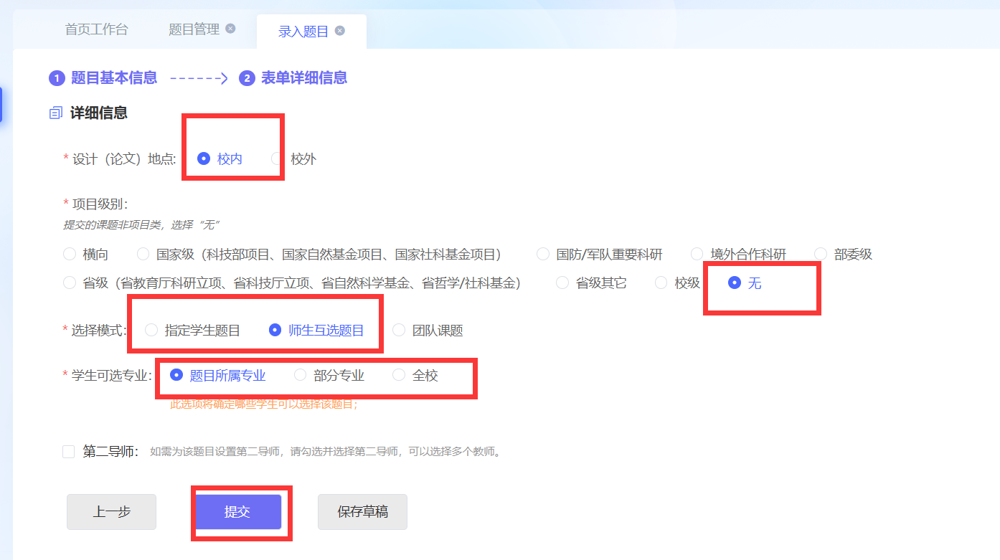 首页工作台 题目管理 录入题目
1 题目基本信息 2 表单详细信息
详细信息
* 设计（论文）地点: 校内 校外
* 项目级别：
提交的课题非项目类，选择“无”
横向 国家级（科技部项目、国家自然基金项目、国家社科基金项目） 国防/军队重要科研 境外合作科研 部委级
省级（省教育厅科研立项、省科技厅立项、省自然科学基金、省哲学/社科基金） 省级其它 校级 无
* 选择模式: 指定学生题目 师生互选题目 团队课题
* 学生可选专业： 题目所属专业 部分专业 全校
此选项将确定哪些学生可以选择该题目；
第二导师： 如需为该题目设置第二导师，请勾选并选择第二导师，可以选择多个教师。
上一步 提交 保存草稿